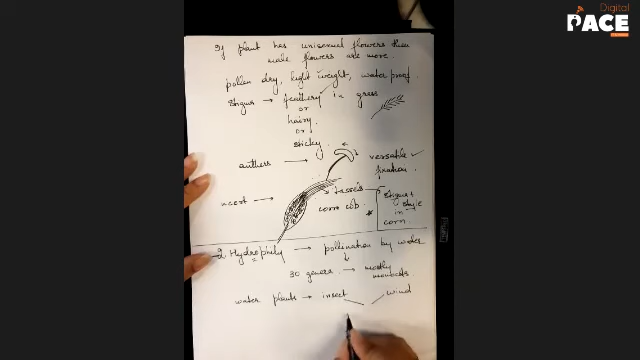 Digital
PACE
If plant has unisexual flowers then
male flowers are more.
pollen dry, light weight, water proof.
stigma → feathery in grass
or
hairy
or
sticky
anthers → versatile
fixation.
→ tassels
corn cob
stigma +
style
in
corn.
2. Hydrophily → pollination by water
30 genera → mostly
monocots
water plants → insect wind